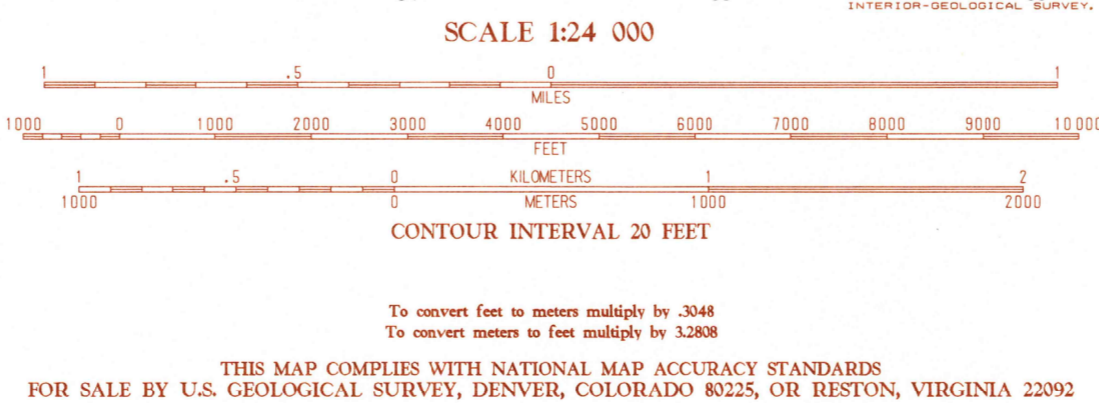 INTERIOR-GEOLOGICAL SURVEY,
SCALE 1:24 000
1 .5 0 1
MILES
1000 0 1000 2000 3000 4000 5000 6000 7000 8000 9000 10 000
FEET
1 .5 0 KILOMETERS 1 2
1000 0 METERS 1000 2000
CONTOUR INTERVAL 20 FEET
To convert feet to meters multiply by .3048
To convert meters to feet multiply by 3.2808
THIS MAP COMPLIES WITH NATIONAL MAP ACCURACY STANDARDS
FOR SALE BY U.S. GEOLOGICAL SURVEY, DENVER, COLORADO 80225, OR RESTON, VIRGINIA 22092